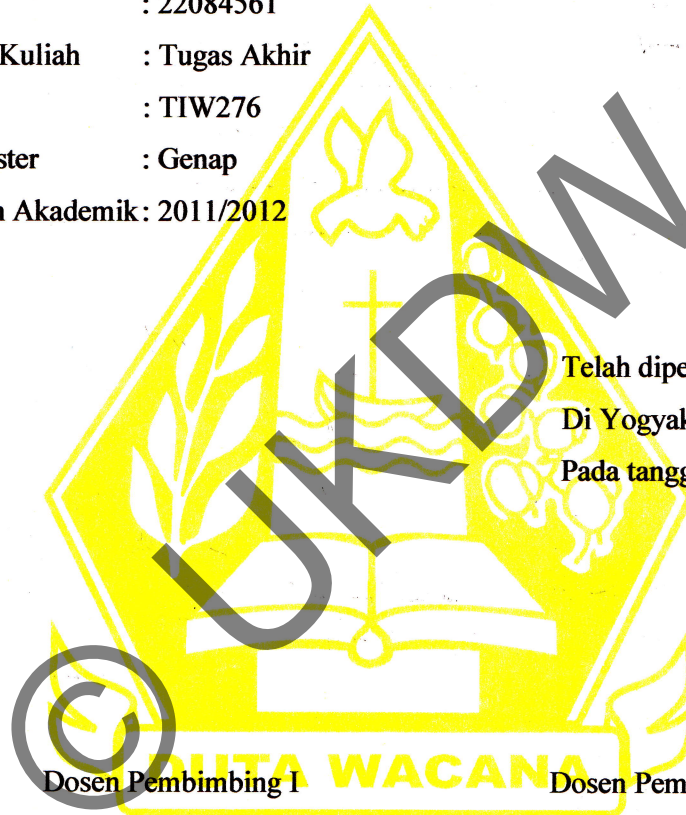 : 22084561
Kuliah : Tugas Akhir
: TIW276
ster : Genap
n Akademik : 2011/2012
Telah dipe
Di Yogyak
Pada tangg
© UKDW
DUTA WACANA
Dosen Pembimbing I Dosen Pem